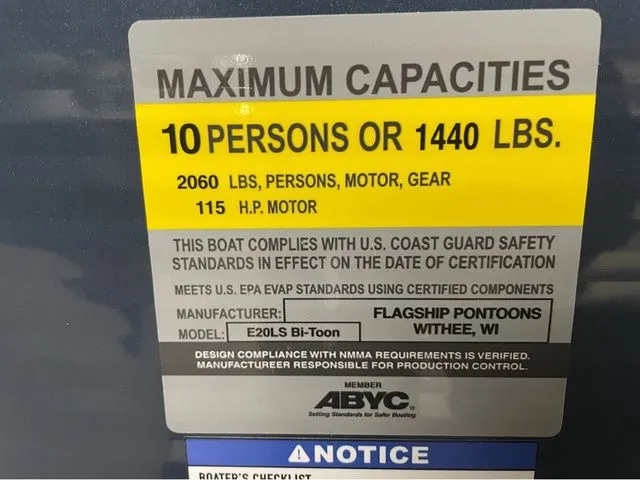 MAXIMUM CAPACITIES
10 PERSONS OR 1440 LBS.
2060 LBS, PERSONS, MOTOR, GEAR
115 H.P. MOTOR
THIS BOAT COMPLIES WITH U.S. COAST GUARD SAFETY
STANDARDS IN EFFECT ON THE DATE OF CERTIFICATION
MEETS U.S. EPA EVAP STANDARDS USING CERTIFIED COMPONENTS
MANUFACTURER: FLAGSHIP PONTOONS
MODEL: E20LS Bi-Toon WITHEE, WI
DESIGN COMPLIANCE WITH NMMA REQUIREMENTS IS VERIFIED.
MANUFACTUREER RESPONSIBLE FOR PRODUCTION CONTROL.
MEMBER
ABYC®
Setting Standards for Safer Boating
NOTICE
BOATER'S CHECKLIST